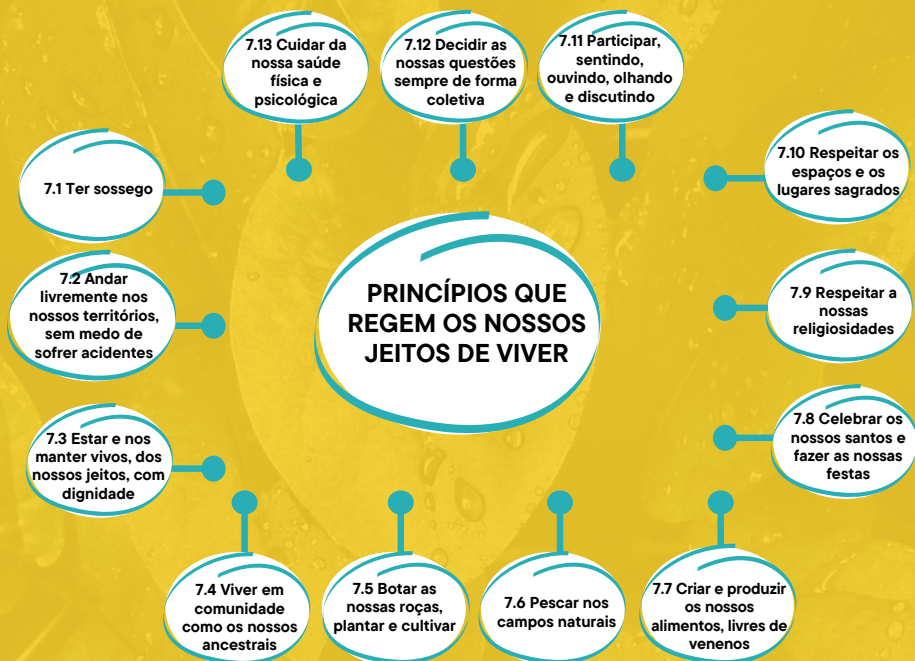 7.13 Cuidar da
nossa saúde
física e
psicológica
7.12 Decidir as
nossas questões
sempre de forma
coletiva
7.11 Participar,
sentindo,
ouvindo, olhando
e discutindo
7.10 Respeitar os
espaços e os
lugares sagrados
7.1 Ter sossego
PRINCÍPIOS QUE
REGEM OS NOSSOS
JEITOS DE VIVER
7.2 Andar
livremente nos
nossos territórios,
sem medo de
sofrer acidentes
7.9 Respeitar a
nossas
religiosidades
7.3 Estar e nos
manter vivos, dos
nossos jeitos, com
dignidade
7.8 Celebrar os
nossos santos e
fazer as nossas
festas
7.4 Viver em
comunidade
como os nossos
ancestrais
7.5 Botar as
nossas roças,
plantar e cultivar
7.6 Pescar nos
campos naturais
7.7 Criar e produzir
os nossos
alimentos, livres de
venenos